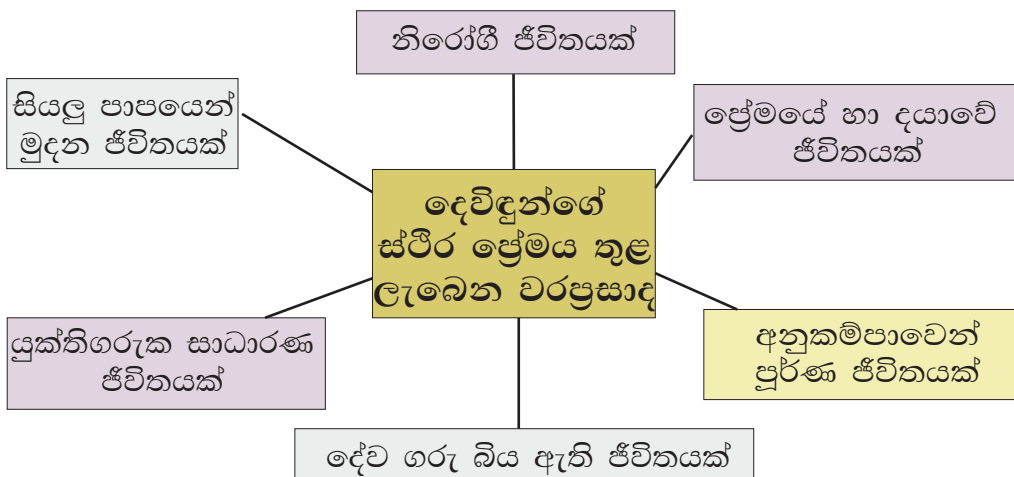 නිරෝගී ජීවිතයක්
සියලු පාපයෙන්
මුදන ජීවිතයක්
ප්‍රේමයේ හා දයාවේ
ජීවිතයක්
දෙවිඳුන්ගේ
ස්ථිර ප්‍රේමය තුළ
ලැබෙන වරප්‍රසාද
යුක්තිගරුක සාධාරණ
ජීවිතයක්
අනුකම්පාවෙන්
පූර්ණ ජීවිතයක්
දේව ගරු බිය ඇති ජීවිතයක්